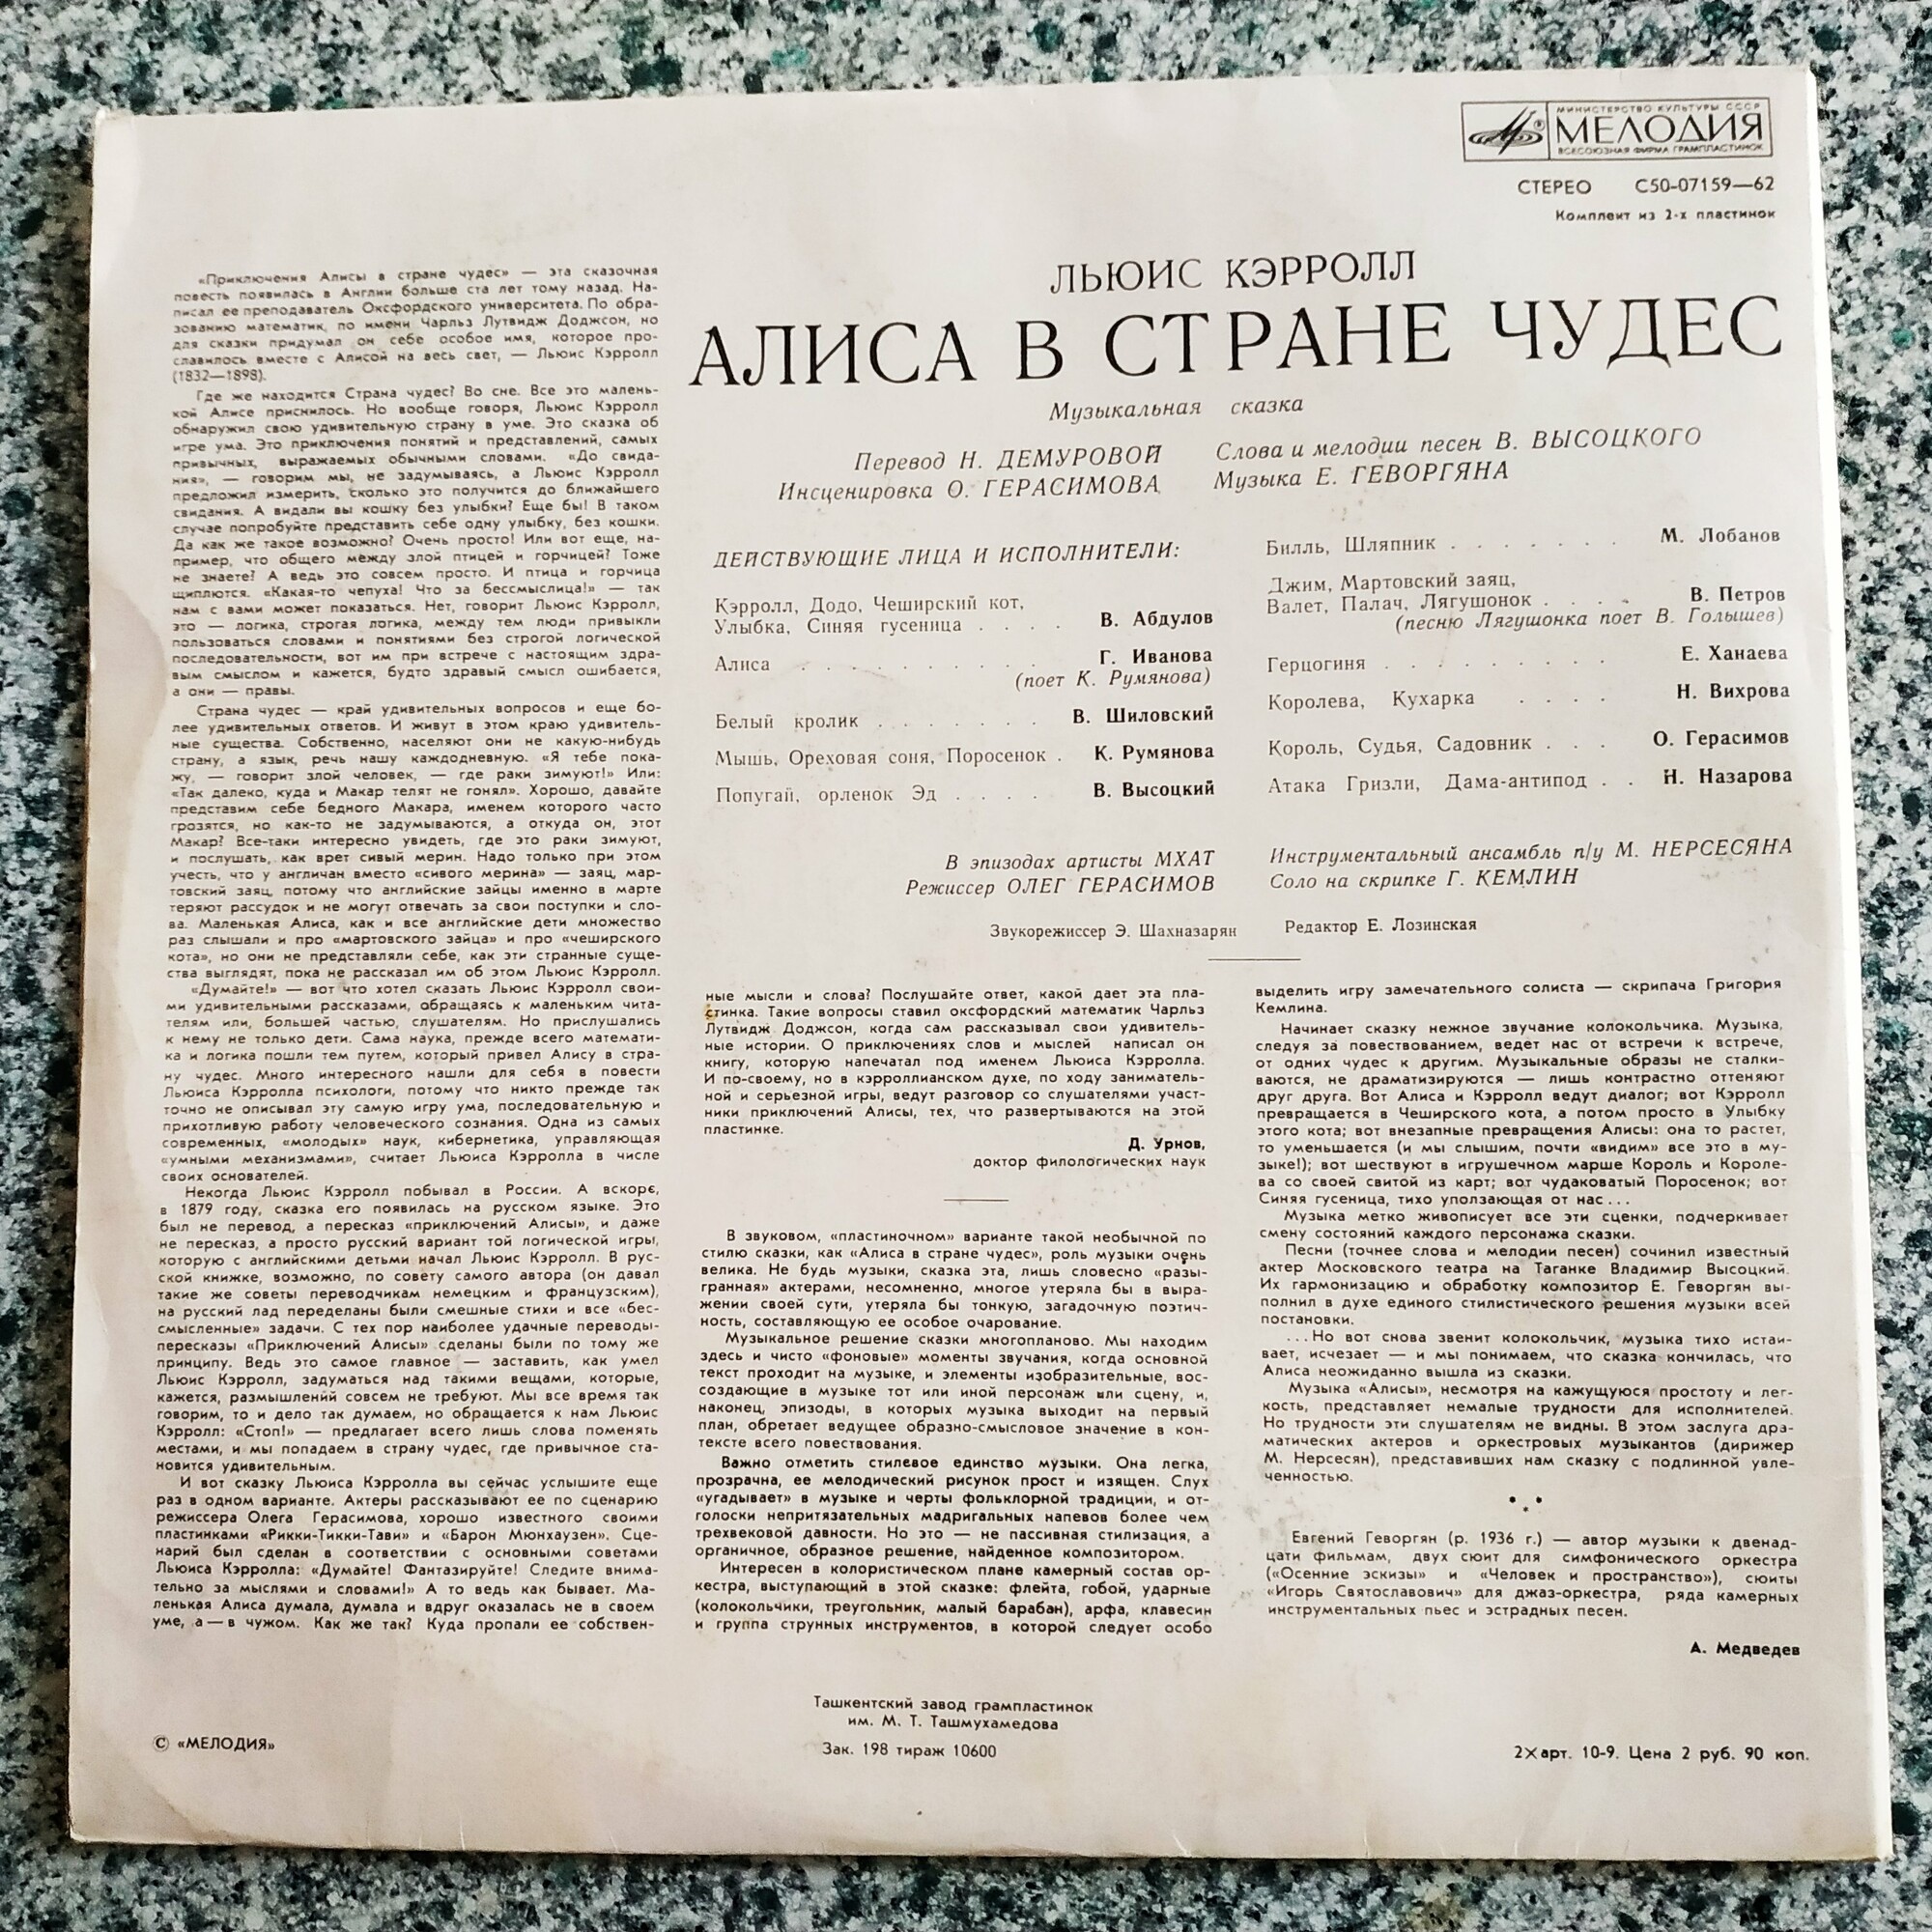 МИНИСТЕРСТВО КУЛЬТУРЫ СССР
МЕЛОДИЯ
ВСЕСОЮЗНАЯ ФИРМА ГРАМПЛАСТИНОК
СТЕРЕО С50-07159—62
Комплект из 2-х пластинок
ЛЬЮИС КЭРРОЛЛ
АЛИСА В СТРАНЕ ЧУДЕС
Музыкальная сказка
Перевод Н. ДЕМУРОВОЙ
Инсценировка О. ГЕРАСИМОВА
Слова и мелодии песен В. ВЫСОЦКОГО
Музыка Е. ГЕВОРГЯНА
ДЕЙСТВУЮЩИЕ ЛИЦА И ИСПОЛНИТЕЛИ:
Кэрролл, Додо, Чеширский кот,
Улыбка, Синяя гусеница . . . . В. Абдулов
Алиса . . . . . . . . . . Г. Иванова
(поет К. Румянова)
Белый кролик . . . . . . . В. Шиловский
Мышь, Ореховая соня, Поросенок . К. Румянова
Попугай, орленок Эд . . . . В. Высоцкий
Билль, Шляпник . . . . . . . М. Лобанов
Джим, Мартовский заяц,
Валет, Палач, Лягушонок . . . . В. Петров
(песню Лягушонка поет В. Голышев)
Герцогиня . . . . . . . . Е. Ханаева
Королева, Кухарка . . . . Н. Вихрова
Король, Судья, Садовник . . . О. Герасимов
Атака Гризли, Дама-антипод . . Н. Назарова
В эпизодах артисты МХАТ
Режиссер ОЛЕГ ГЕРАСИМОВ
Инструментальный ансамбль п/у М. НЕРСЕСЯНА
Соло на скрипке Г. КЕМЛИН
Звукорежиссер Э. Шахназарян Редактор Е. Лозинская
«Приключения Алисы в стране чудес» — эта сказочная
повесть появилась в Англии больше ста лет тому назад. На-
писал ее преподаватель Оксфордского университета. По обра-
зованию математик, по имени Чарльз Лутвидж Доджсон, но
для сказки придумал он себе особое имя, которое про-
славилось вместе с Алисой на весь свет, — Льюис Кэрролл
(1832—1898).
Где же находится Страна чудес? Во сне. Все это малень-
кой Алисе приснилось. Но вообще говоря, Льюис Кэрролл
обнаружил свою удивительную страну в уме. Это сказка об
игре ума. Это приключения понятий и представлений, самых
привычных, выражаемых обычными словами. «До свида-
ния», — говорим мы, не задумываясь, а Льюис Кэрролл
предложил измерить, сколько это получится до ближайшего
свидания. А видали вы кошку без улыбки? Еще бы! В таком
случае попробуйте представить себе одну улыбку, без кошки.
Да как же такое возможно? Очень просто! Или вот еще, на-
пример, что общего между злой птицей и горчицей? Тоже
не знаете? А ведь это совсем просто. И птица и горчица
щиплются. «Какая-то чепуха! Что за бессмыслица!» — так
нам с вами может показаться. Нет, говорит Льюис Кэрролл,
это — логика, строгая логика, между тем люди привыкли
пользоваться словами и понятиями без строгой логической
последовательности, вот им при встрече с настоящим здра-
вым смыслом и кажется, будто здравый смысл ошибается,
а они — правы.
Страна чудес — край удивительных вопросов и еще бо-
лее удивительных ответов. И живут в этом краю удивитель-
ные существа. Собственно, населяют они не какую-нибудь
страну, а язык, речь нашу каждодневную. «Я тебе пока-
жу, — говорит злой человек, — где раки зимуют!» Или:
«Так далеко, куда и Макар телят не гонял». Хорошо, давайте
представим себе бедного Макара, именем которого часто
грозятся, но как-то не задумываются, а откуда он, этот
Макар? Все-таки интересно увидеть, где это раки зимуют,
и послушать, как врет сивый мерин. Надо только при этом
учесть, что у англичан вместо «сивого мерина» — заяц, мар-
товский заяц, потому что английские зайцы именно в марте
теряют рассудок и не могут отвечать за свои поступки и сло-
ва. Маленькая Алиса, как и все английские дети множество
раз слышали и про «мартовского зайца» и про «чеширского
кота», но они не представляли себе, как эти странные суще-
ства выглядят, пока не рассказал им об этом Льюис Кэрролл.
«Думайте!» — вот что хотел сказать Льюис Кэрролл свои-
ми удивительными рассказами, обращаясь к маленьким чита-
телям или, большей частью, слушателям. Но прислушались
к нему не только дети. Сама наука, прежде всего математи-
ка и логика пошли тем путем, который привел Алису в стра-
ну чудес. Много интересного нашли для себя в повести
Льюиса Кэрролла психологи, потому что никто прежде так
точно не описывал эту самую игру ума, последовательную и
прихотливую работу человеческого сознания. Одна из самых
современных, «молодых» наук, кибернетика, управляющая
«умными механизмами», считает Льюиса Кэрролла в числе
своих основателей.
Некогда Льюис Кэрролл побывал в России. А вскоре,
в 1879 году, сказка его появилась на русском языке. Это
был не перевод, а пересказ «приключений Алисы», и даже
не пересказ, а просто русский вариант той логической игры,
которую с английскими детьми начал Льюис Кэрролл. В рус-
ской книжке, возможно, по совету самого автора (он давал
такие же советы переводчикам немецким и французским),
на русский лад переделаны были смешные стихи и все «бес-
смысленные» задачи. С тех пор наиболее удачные переводы-
пересказы «Приключений Алисы» сделаны были по тому же
принципу. Ведь это самое главное — заставить, как умел
Льюис Кэрролл, задуматься над такими вещами, которые,
кажется, размышлений совсем не требуют. Мы все время так
говорим, то и дело так думаем, но обращается к нам Льюис
Кэрролл: «Стоп!» — предлагает всего лишь слова поменять
местами, и мы попадаем в страну чудес, где привычное ста-
новится удивительным.
И вот сказку Льюиса Кэрролла вы сейчас услышите еще
раз в одном варианте. Актеры рассказывают ее по сценарию
режиссера Олега Герасимова, хорошо известного своими
пластинками «Рикки-Тикки-Тави» и «Барон Мюнхаузен». Сце-
нарий был сделан в соответствии с основными советами
Льюиса Кэрролла: «Думайте! Фантазируйте! Следите внима-
тельно за мыслями и словами!» А то ведь как бывает. Ма-
ленькая Алиса думала, думала и вдруг оказалась не в своем
уме, а — в чужом. Как же так? Куда пропали ее собствен-
ные мысли и слова? Послушайте ответ, какой дает эта пла-
стинка. Такие вопросы ставил оксфордский математик Чарльз
Лутвидж Доджсон, когда сам рассказывал свои удивитель-
ные истории. О приключениях слов и мыслей написал он
книгу, которую напечатал под именем Льюиса Кэрролла.
И по-своему, но в кэрроллианском духе, по ходу заниматель-
ной и серьезной игры, ведут разговор со слушателями участ-
ники приключений Алисы, тех, что развертываются на этой
пластинке.
Д. Урнов,
доктор филологических наук
В звуковом, «пластиночном» варианте такой необычной по
стилю сказки, как «Алиса в стране чудес», роль музыки очень
велика. Не будь музыки, сказка эта, лишь словесно «разы-
гранная» актерами, несомненно, многое утеряла бы в выра-
жении своей сути, утеряла бы тонкую, загадочную поэтич-
ность, составляющую ее особое очарование.
Музыкальное решение сказки многопланово. Мы находим
здесь и чисто «фоновые» моменты звучания, когда основной
текст проходит на музыке, и элементы изобразительные, вос-
создающие в музыке тот или иной персонаж или сцену, и,
наконец, эпизоды, в которых музыка выходит на первый
план, обретает ведущее образно-смысловое значение в кон-
тексте всего повествования.
Важно отметить стилевое единство музыки. Она легка,
прозрачна, ее мелодический рисунок прост и изящен. Слух
«угадывает» в музыке и черты фольклорной традиции, и от-
голоски непритязательных мадригальных напевов более чем
трехвековой давности. Но это — не пассивная стилизация, а
органичное, образное решение, найденное композитором.
Интересен в колористическом плане камерный состав ор-
кестра, выступающий в этой сказке: флейта, гобой, ударные
(колокольчики, треугольник, малый барабан), арфа, клавесин
и группа струнных инструментов, в которой следует особо
выделить игру замечательного солиста — скрипача Григория
Кемлина.
Начинает сказку нежное звучание колокольчика. Музыка,
следуя за повествованием, ведет нас от встречи к встрече,
от одних чудес к другим. Музыкальные образы не сталки-
ваются, не драматизируются — лишь контрастно оттеняют
друг друга. Вот Алиса и Кэрролл ведут диалог; вот Кэрролл
превращается в Чеширского кота, а потом просто в Улыбку
этого кота; вот внезапные превращения Алисы: она то растет,
то уменьшается (и мы слышим, почти «видим» все это в му-
зыке!); вот шествуют в игрушечном марше Король и Короле-
ва со своей свитой из карт; вот чудаковатый Поросенок; вот
Синяя гусеница, тихо уползающая от нас...
Музыка метко живописует все эти сценки, подчеркивает
смену состояний каждого персонажа сказки.
Песни (точнее слова и мелодии песен) сочинил известный
актер Московского театра на Таганке Владимир Высоцкий.
Их гармонизацию и обработку композитор Е. Геворгян вы-
полнил в духе единого стилистического решения музыки всей
постановки.
...Но вот снова звенит колокольчик, музыка тихо истаи-
вает, исчезает — и мы понимаем, что сказка кончилась, что
Алиса неожиданно вышла из сказки.
Музыка «Алисы», несмотря на кажущуюся простоту и лег-
кость, представляет немалые трудности для исполнителей.
Но трудности эти слушателям не видны. В этом заслуга дра-
матических актеров и оркестровых музыкантов (дирижер
М. Нерсесян), представивших нам сказку с подлинной увле-
ченностью.
Евгений Геворгян (р. 1936 г.) — автор музыки к двенад-
цати фильмам, двух сюит для симфонического оркестра
(«Осенние эскизы» и «Человек и пространство»), сюиты
«Игорь Святославович» для джаз-оркестра, ряда камерных
инструментальных пьес и эстрадных песен.
А. Медведев
Ташкентский завод грампластинок
им. М. Т. Ташмухамедова
Зак. 198 тираж 10600
© «МЕЛОДИЯ»
2×арт. 10-9. Цена 2 руб. 90 коп.